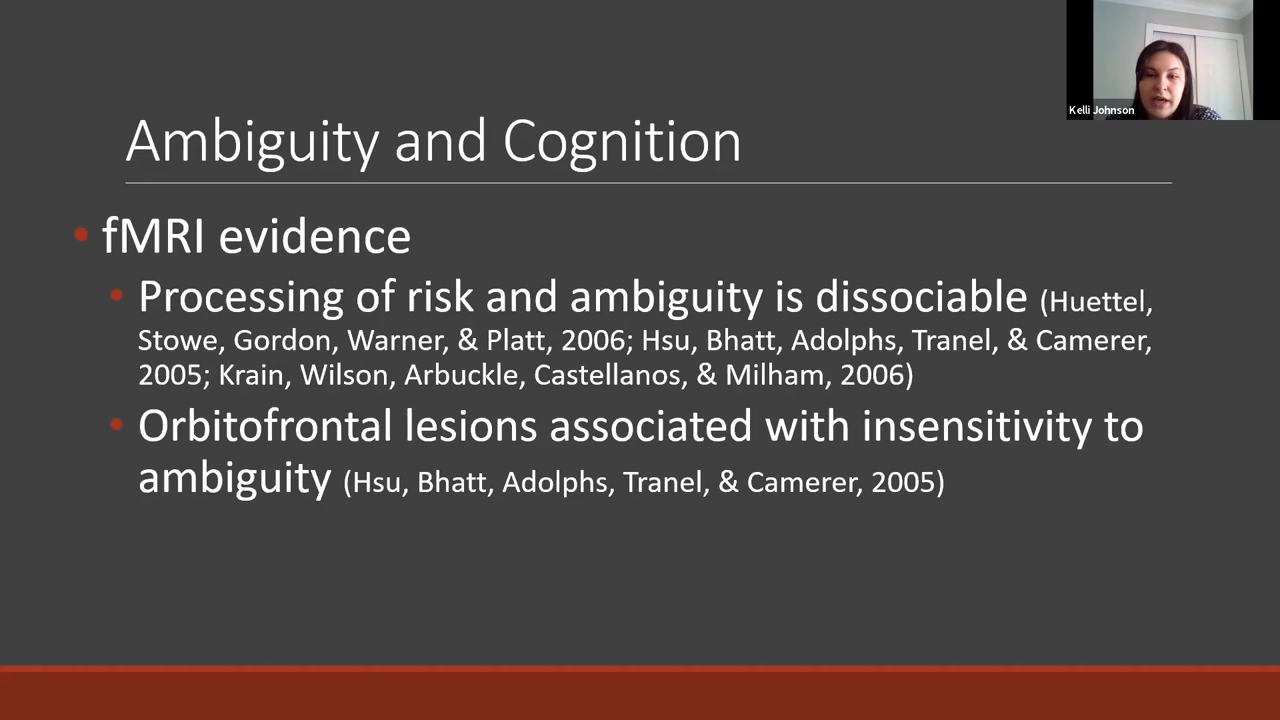 Kelli Johnson
Ambiguity and Cognition
• fMRI evidence
• Processing of risk and ambiguity is dissociable (Huettel,
Stowe, Gordon, Warner, & Platt, 2006; Hsu, Bhatt, Adolphs, Tranel, & Camerer,
2005; Krain, Wilson, Arbuckle, Castellanos, & Milham, 2006)
• Orbitofrontal lesions associated with insensitivity to
ambiguity (Hsu, Bhatt, Adolphs, Tranel, & Camerer, 2005)